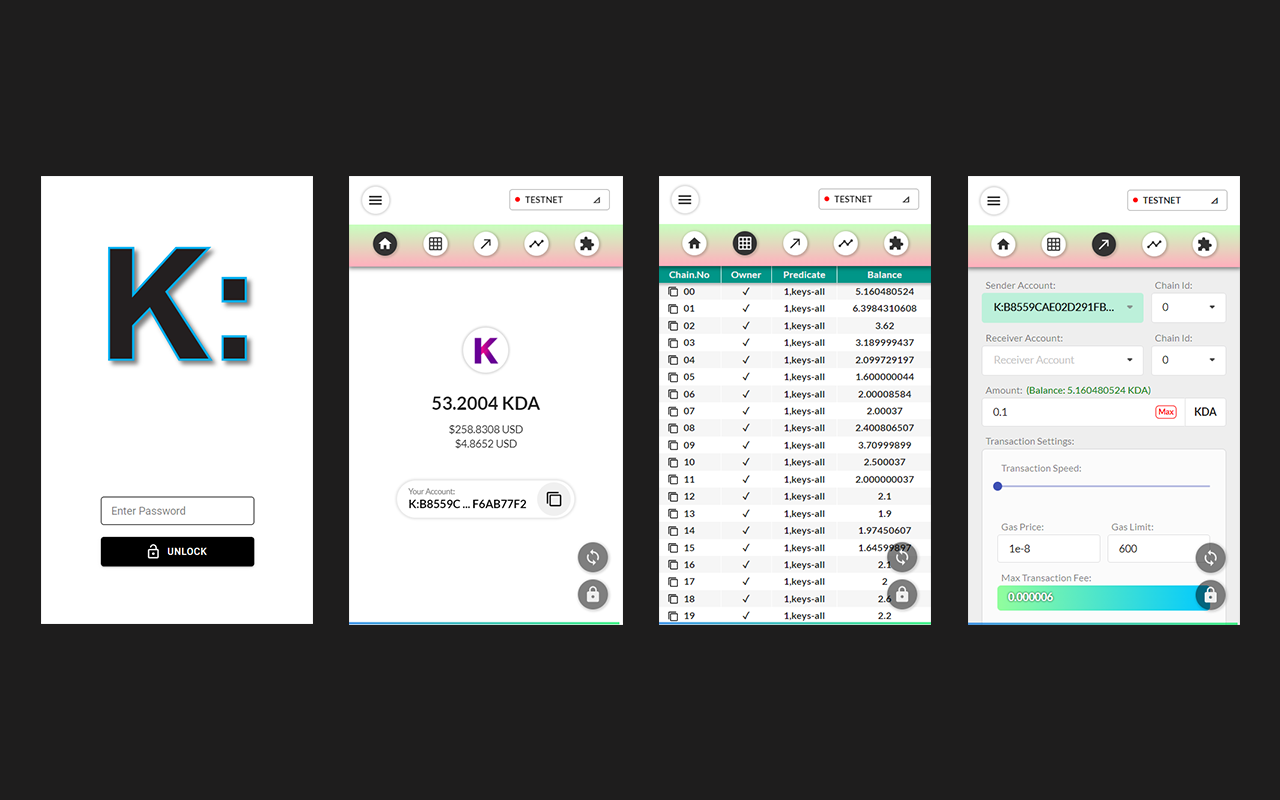 K:
Enter Password
UNLOCK
TESTNET
K
53.2004 KDA
$258.8308 USD
$4.8652 USD
Your Account:
K:B8559C ... F6AB77F2
TESTNET
Chain.No Owner Predicate Balance
00 ✓ 1,keys-all 5.160480524
01 ✓ 1,keys-all 6.3984310608
02 ✓ 1,keys-all 3.62
03 ✓ 1,keys-all 3.189999437
04 ✓ 1,keys-all 2.099729197
05 ✓ 1,keys-all 1.600000044
06 ✓ 1,keys-all 2.00008584
07 ✓ 1,keys-all 2.00037
08 ✓ 1,keys-all 2.400806507
09 ✓ 1,keys-all 3.70999899
10 ✓ 1,keys-all 2.500037
11 ✓ 1,keys-all 2.000000037
12 ✓ 1,keys-all 2.1
13 ✓ 1,keys-all 1.9
14 ✓ 1,keys-all 1.97450607
15 ✓ 1,keys-all 1.64599897
16 ✓ 1,keys-all 2.1
17 ✓ 1,keys-all 2
18 ✓ 1,keys-all 2.6
19 ✓ 1,keys-all 2.2
TESTNET
Sender Account: Chain Id:
K:B8559CAE02D291FB... 0
Receiver Account: Chain Id:
Receiver Account 0
Amount: (Balance: 5.160480524 KDA)
0.1 Max KDA
Transaction Settings:
Transaction Speed:
Gas Price: Gas Limit:
1e-8 600
Max Transaction Fee:
0.000006